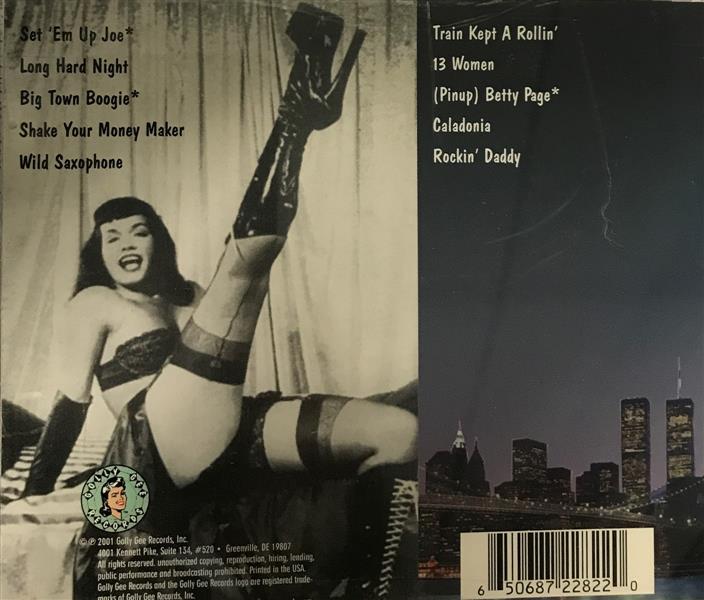 Set 'Em Up Joe*
Long Hard Night
Big Town Boogie*
Shake Your Money Maker
Wild Saxophone
Train Kept A Rollin'
13 Women
(Pinup) Betty Page*
Caladonia
Rockin' Daddy
GOLLY GEE
RECORDS
© ℗ 2001 Golly Gee Records, Inc.
4001 Kennett Pike, Suite 134, #520 • Greenville, DE 19807
All rights reserved. unauthorized copying, reproduction, hiring, lending,
public performance and broadcasting prohibited. Printed in the USA.
Golly Gee Records and the Golly Gee Records logo are registered trade-
marks of Golly Gee Records, Inc.
6 50687 22822 0